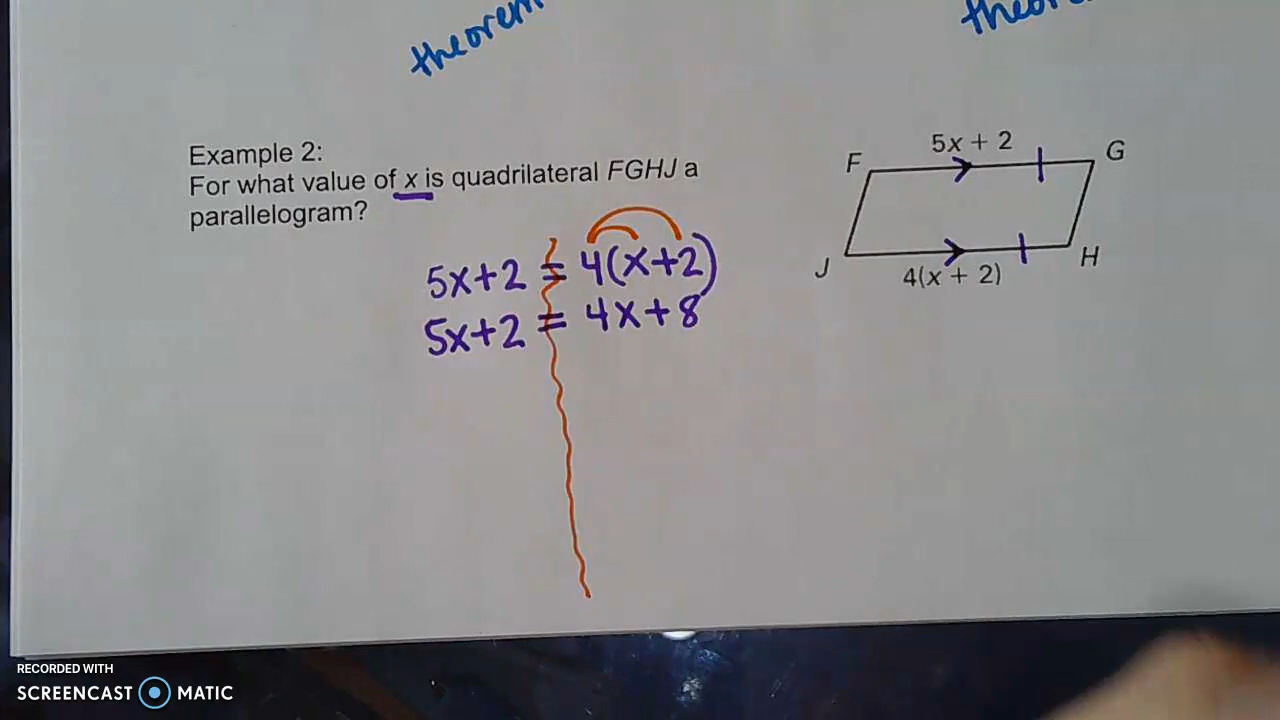 theorem
theore
Example 2:
For what value of x is quadrilateral FGHJ a
parallelogram?
5x+2 = 4(x+2)
5x+2 = 4x+8
F
5x + 2
G
J
4(x + 2)
H
RECORDED WITH
SCREENCAST MATIC